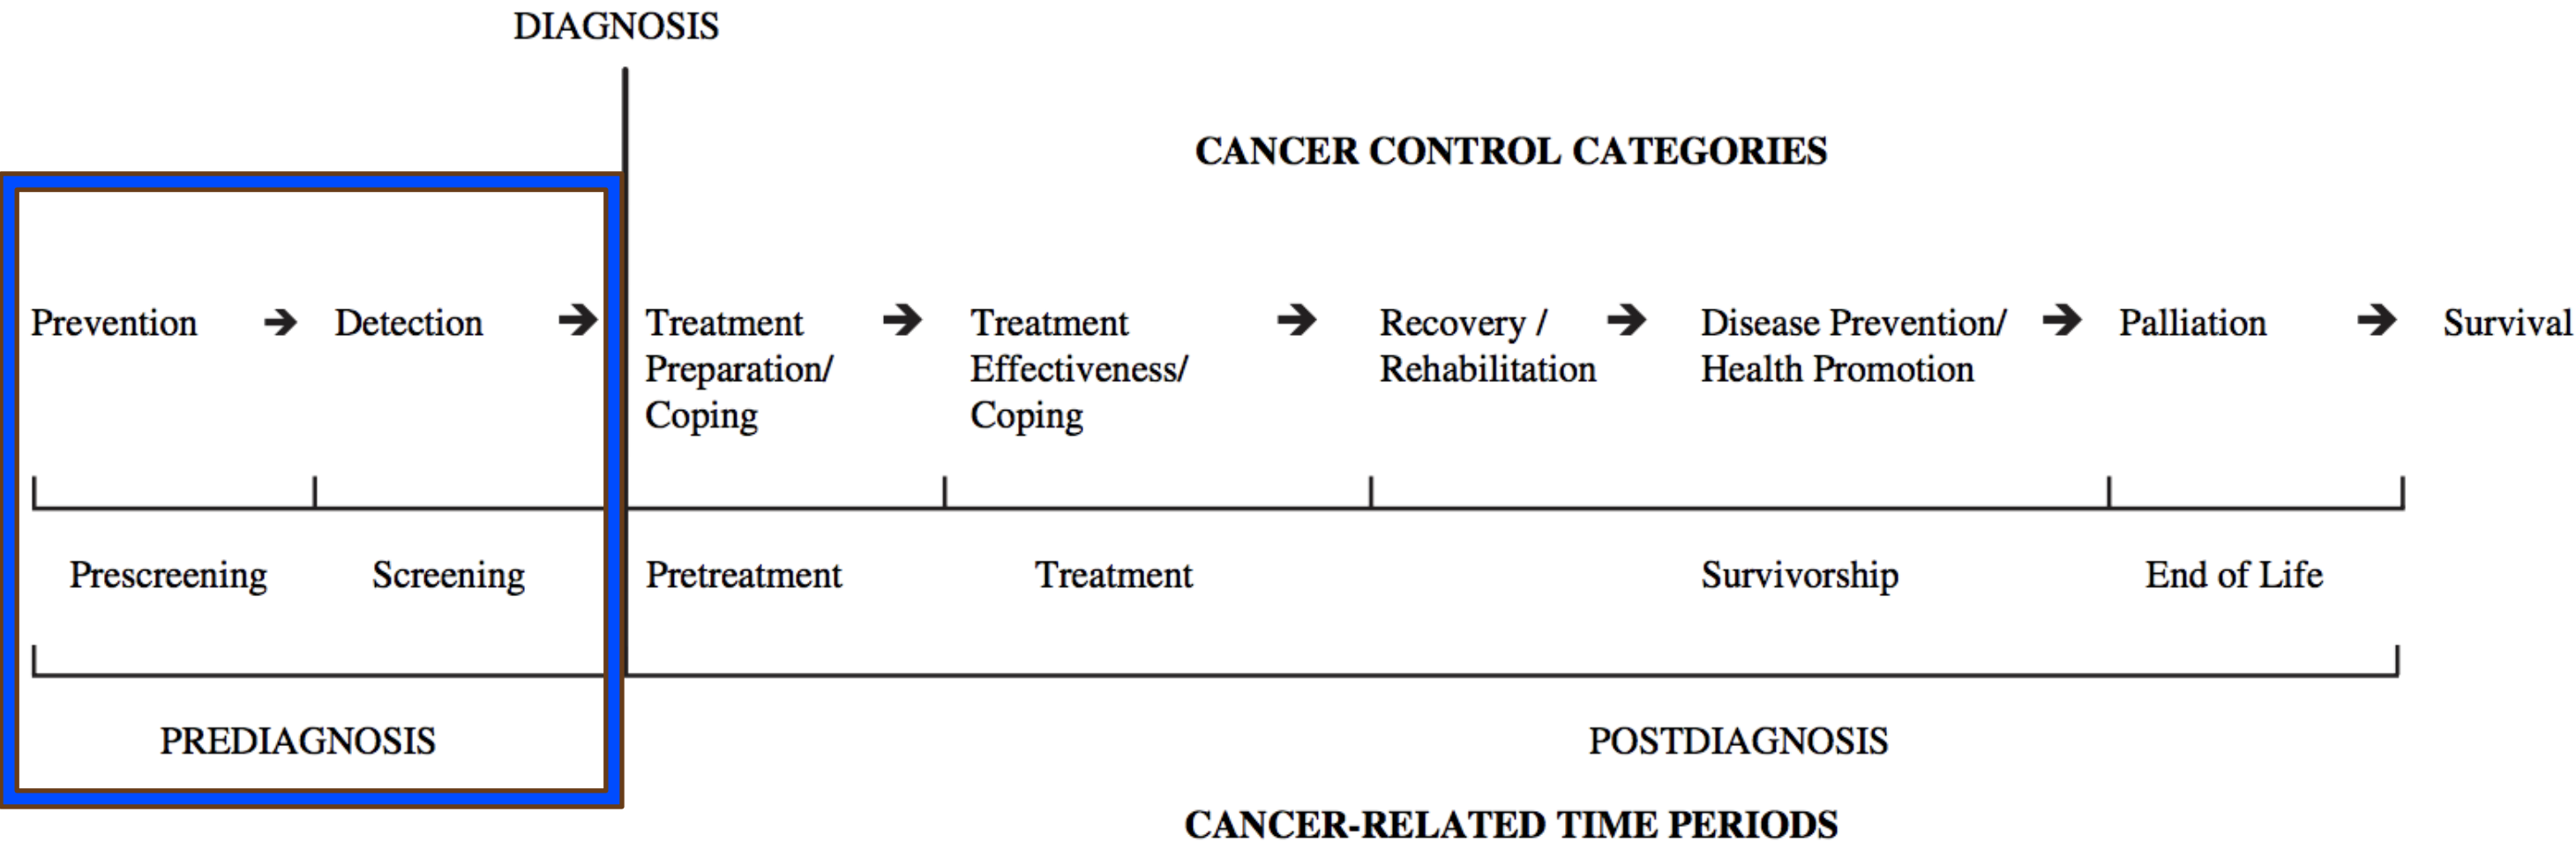 DIAGNOSIS
CANCER CONTROL CATEGORIES
Prevention → Detection → Treatment → Treatment → Recovery / → Disease Prevention/ → Palliation → Survival
Preparation/ Effectiveness/ Rehabilitation Health Promotion
Coping Coping
Prescreening Screening Pretreatment Treatment Survivorship End of Life
PREDIAGNOSIS POSTDIAGNOSIS
CANCER-RELATED TIME PERIODS